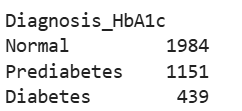 Diagnosis_HbA1c
Normal 1984
Prediabetes 1151
Diabetes 439